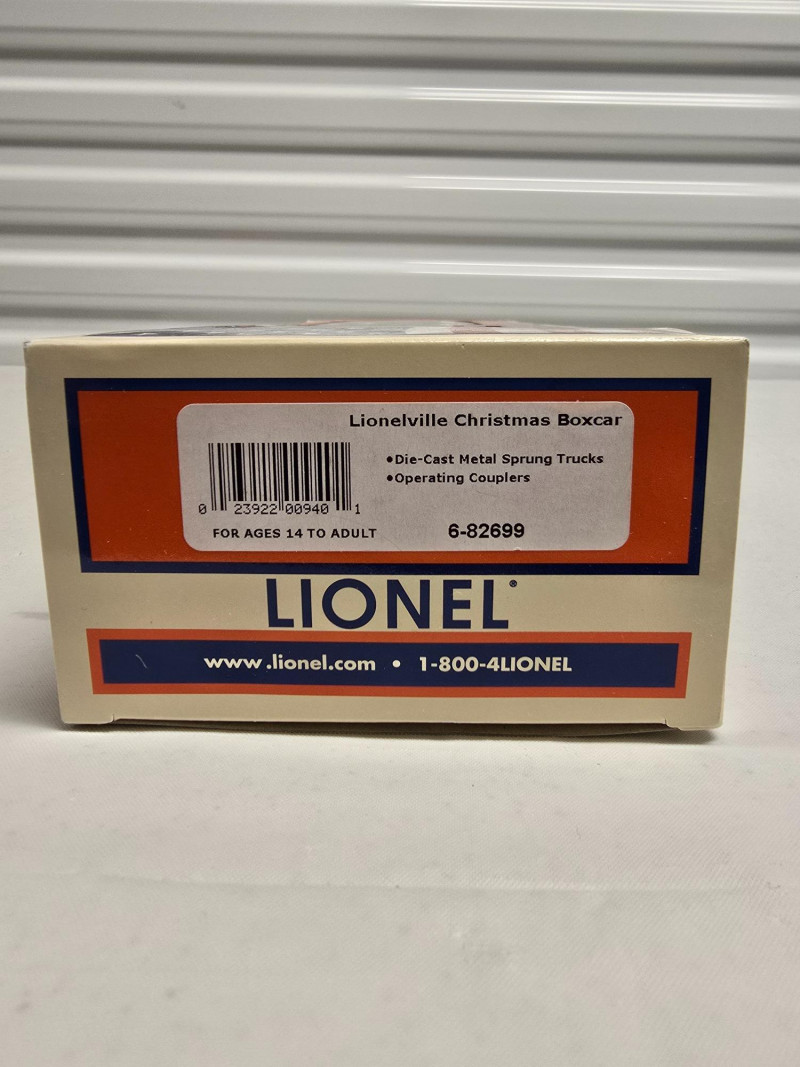 Lionelville Christmas Boxcar
•Die-Cast Metal Sprung Trucks
•Operating Couplers
0 23922 00940 1
FOR AGES 14 TO ADULT 6-82699
LIONEL®
www.lionel.com • 1-800-4LIONEL